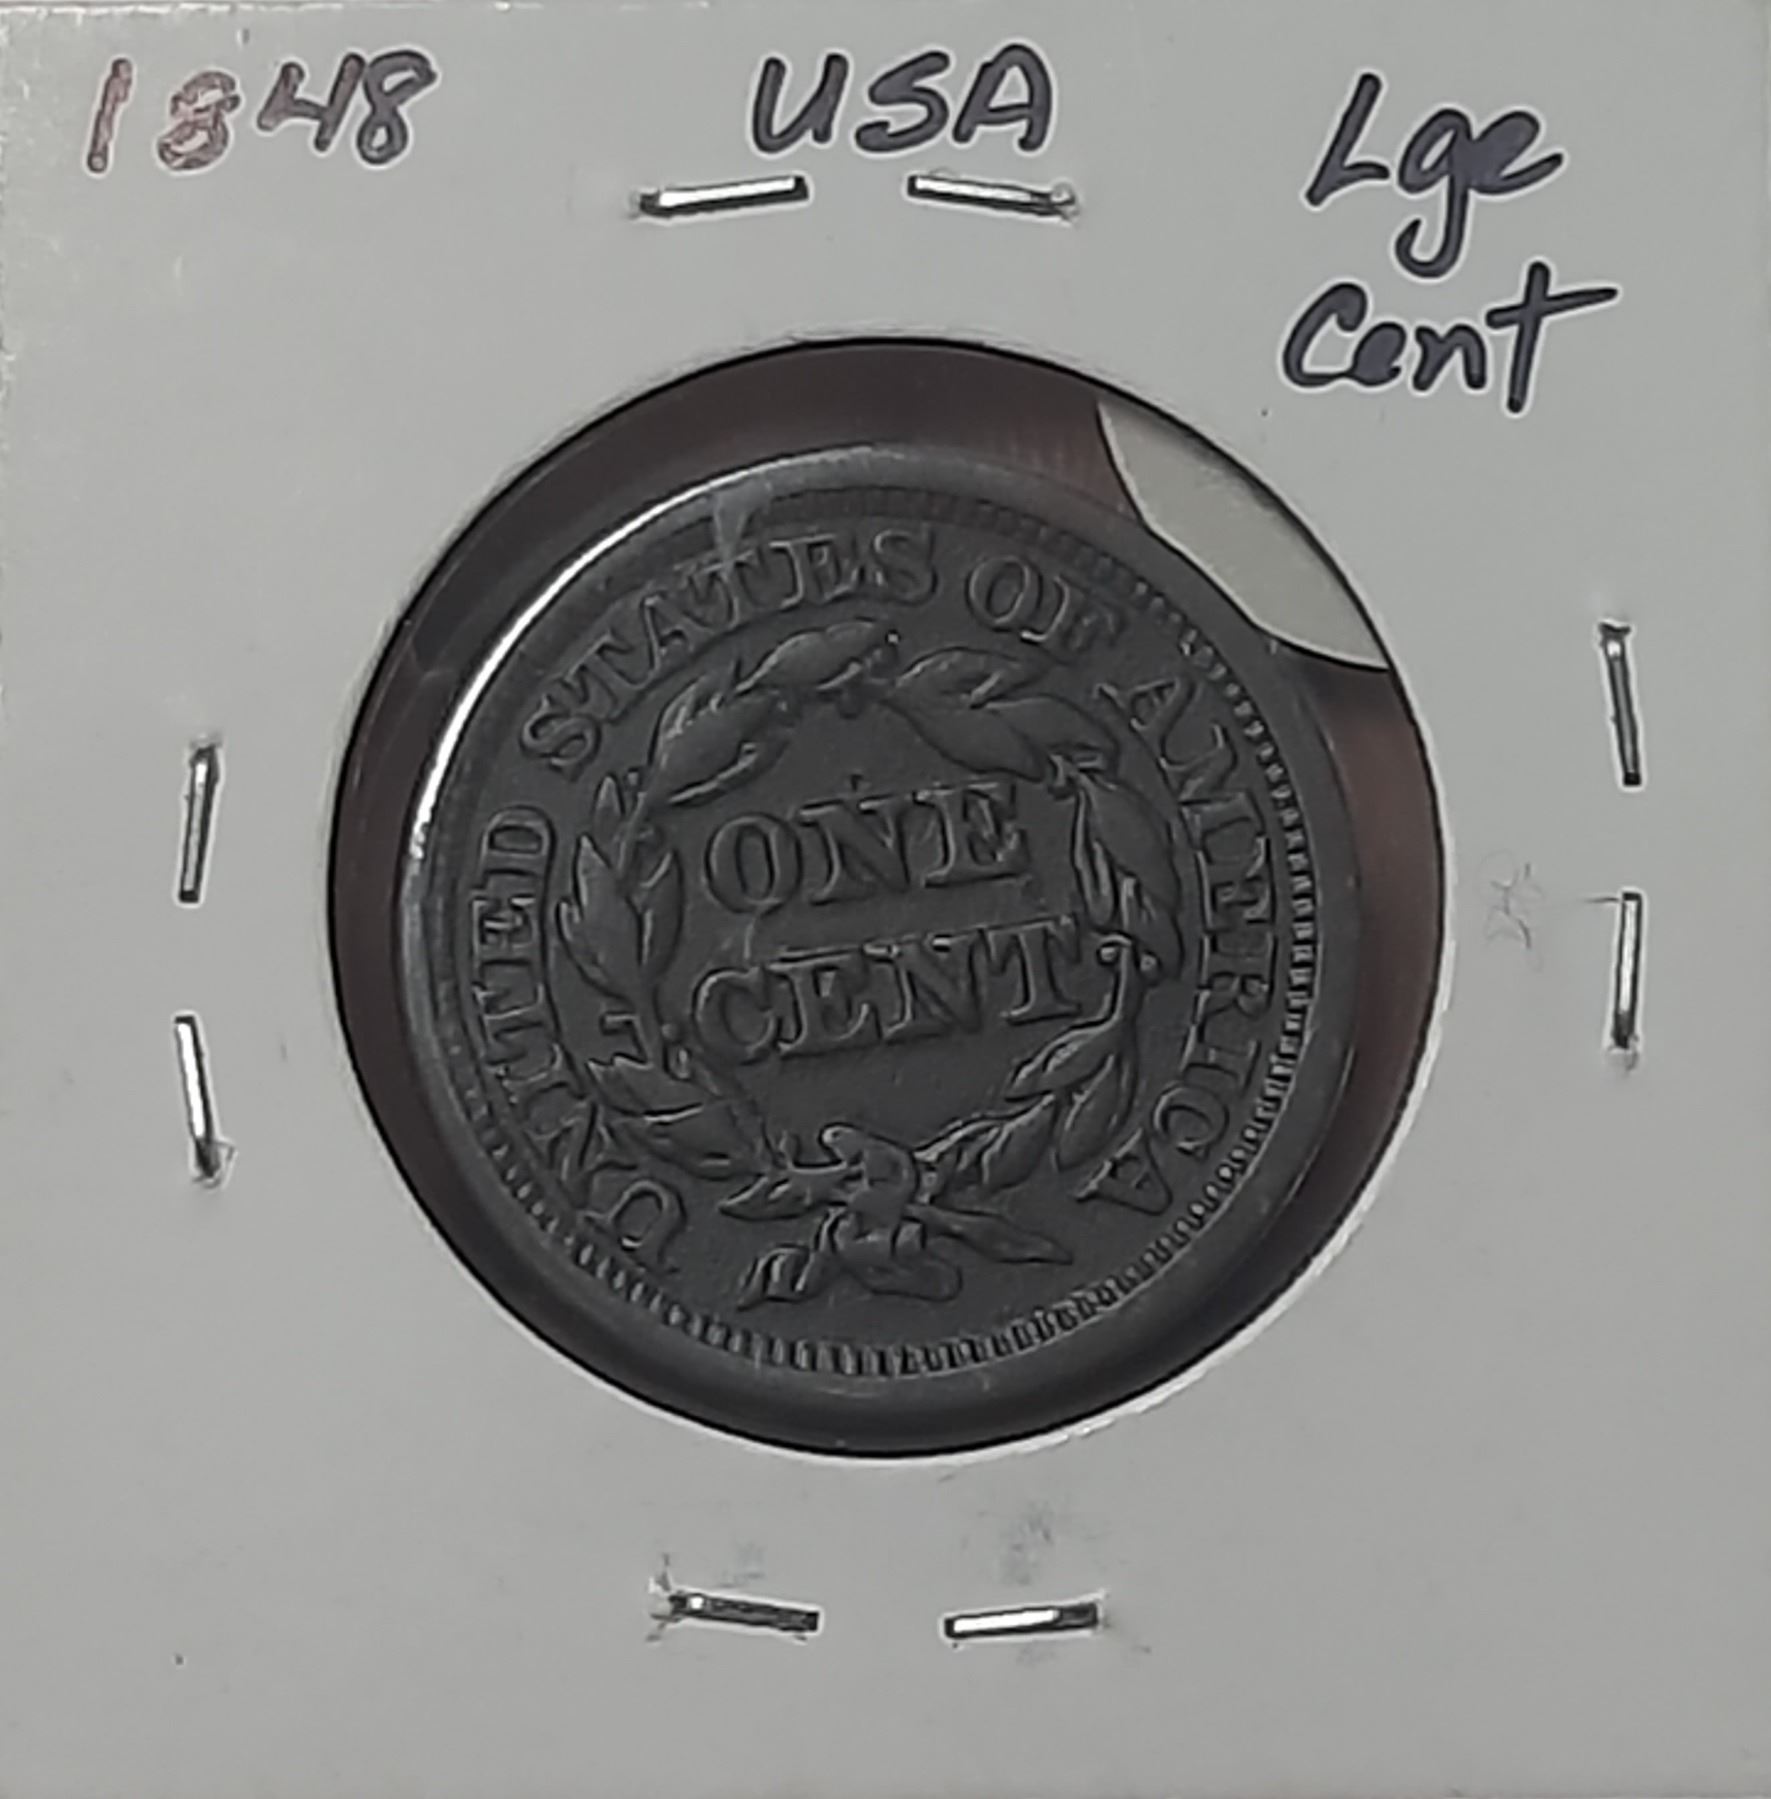 1848 USA Lge
Cent
UNITED STATES OF AMERICA
ONE
CENT